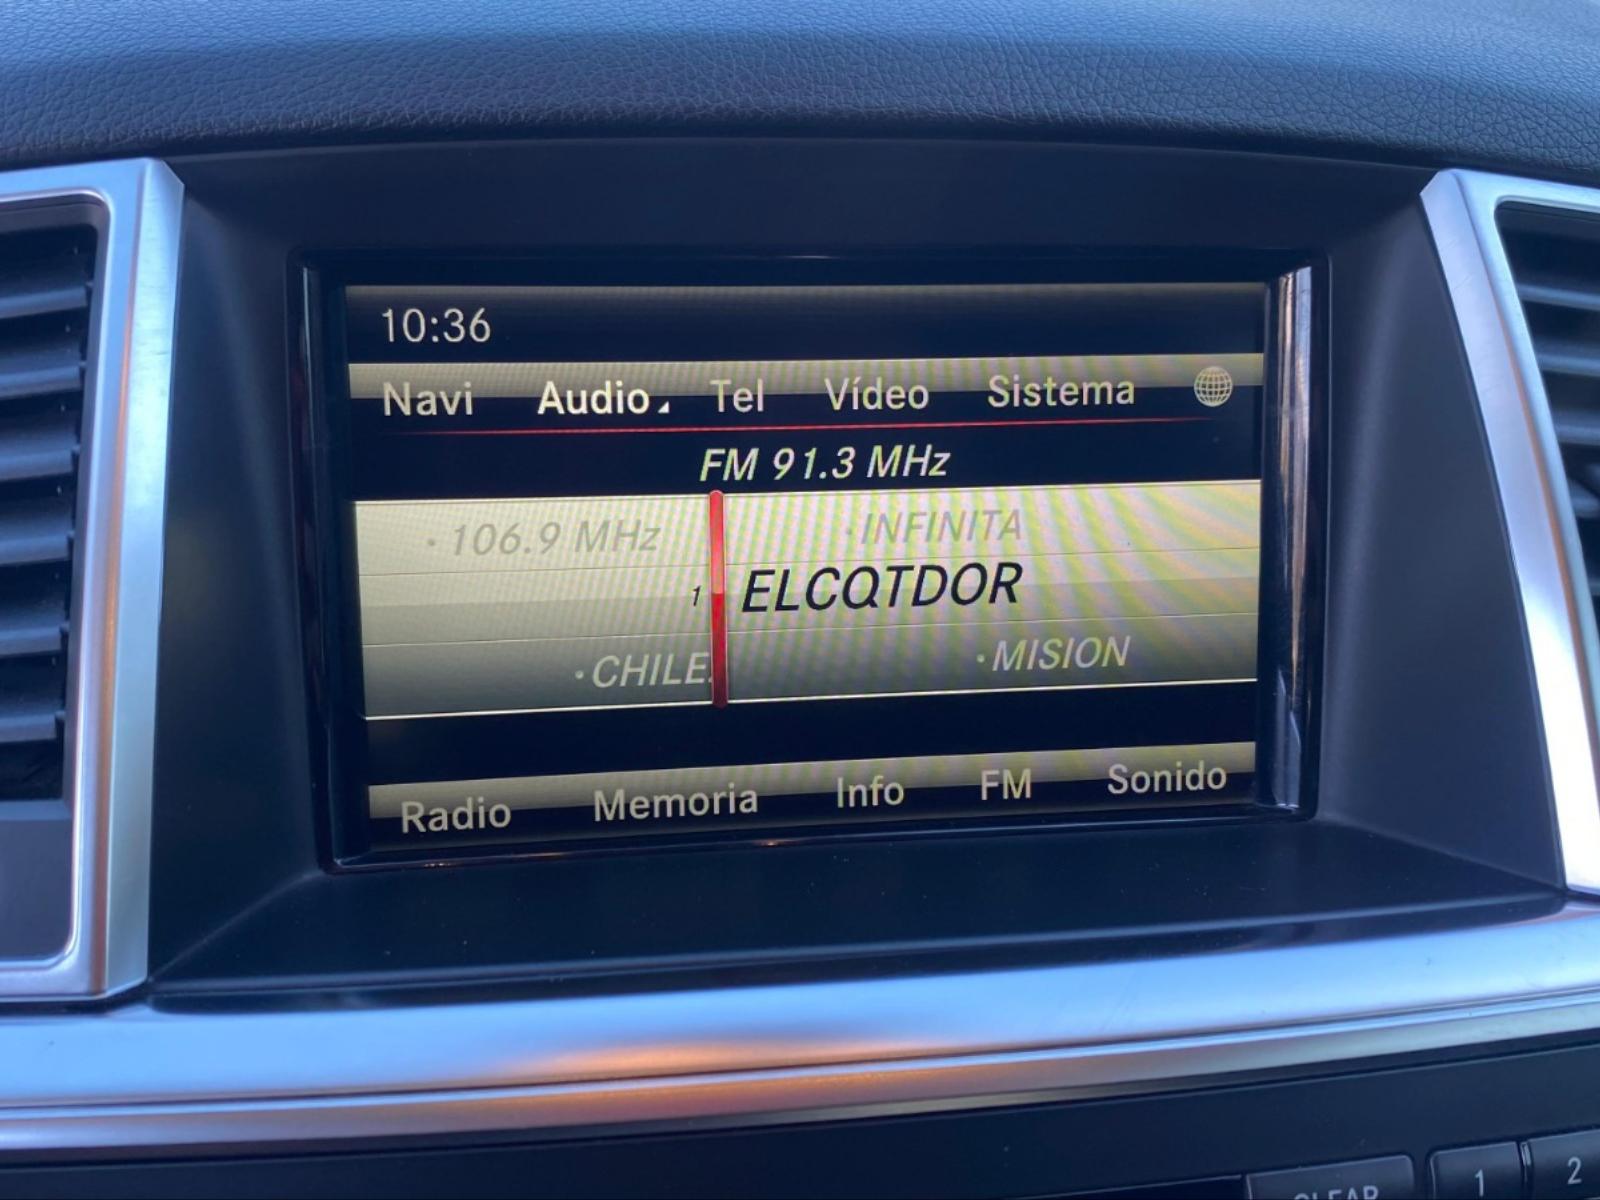 10:36
Navi Audio Tel Vídeo Sistema
FM 91.3 MHz
· 106.9 MHz · INFINITA
1 ELCQTDOR
· CHILE. · MISION
Radio Memoria Info FM Sonido
CLEAR 1 2